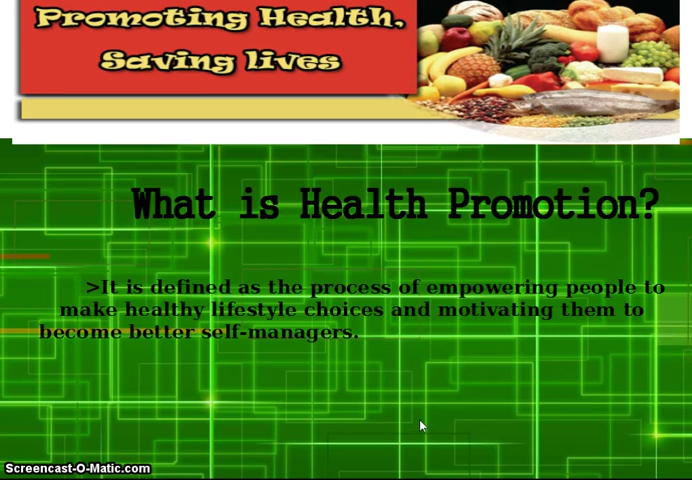 Promoting Health,
Saving lives
What is Health Promotion?
>It is defined as the process of empowering people to
make healthy lifestyle choices and motivating them to
become better self-managers.
Screencast-O-Matic.com